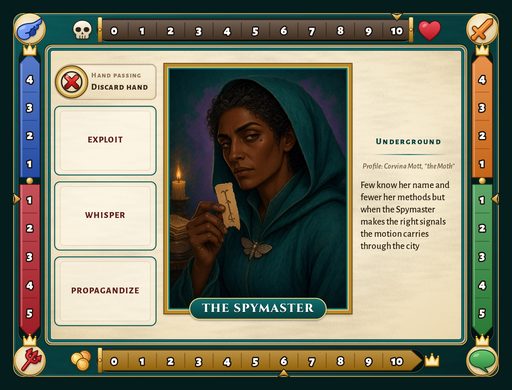 0 1 2 3 4 5 6 7 8 9 10
4
3
2
1
1
2
3
4
5
HAND PASSING
DISCARD HAND
EXPLOIT
WHISPER
PROPAGANDIZE
THE SPYMASTER
UNDERGROUND
Profile: Corvina Mott, "the Moth"
Few know her name and
fewer her methods but
when the Spymaster
makes the right signals
the motion carries
through the city
4
3
2
1
1
2
3
4
5
0 1 2 3 4 5 6 7 8 9 10